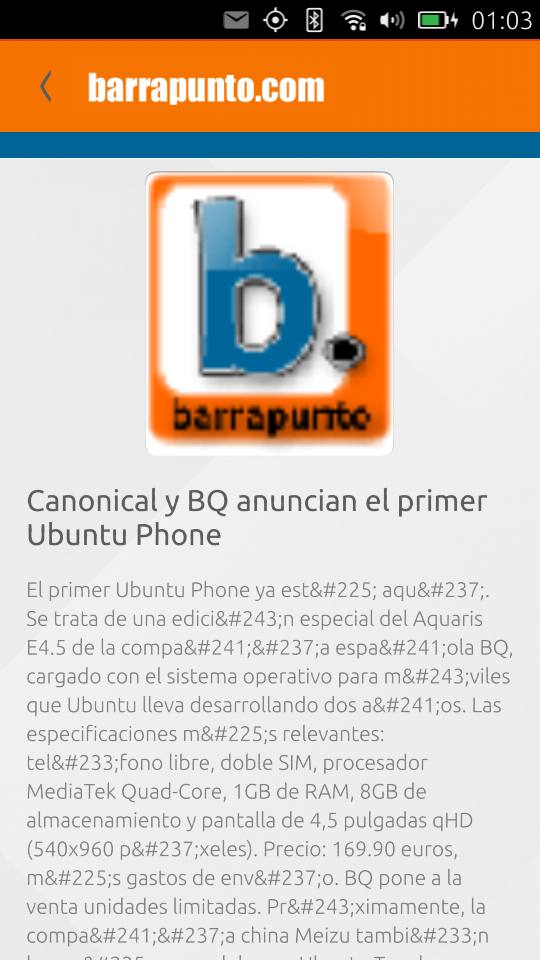 01:03
barrapunto.com
b.
barrapunto
Canonical y BQ anuncian el primer
Ubuntu Phone
El primer Ubuntu Phone ya est&#225; aqu&#237;.
Se trata de una edici&#243;n especial del Aquaris
E4.5 de la compa&#241;&#237;a espa&#241;ola BQ,
cargado con el sistema operativo para m&#243;viles
que Ubuntu lleva desarrollando dos a&#241;os. Las
especificaciones m&#225;s relevantes:
tel&#233;fono libre, doble SIM, procesador
MediaTek Quad-Core, 1GB de RAM, 8GB de
almacenamiento y pantalla de 4,5 pulgadas qHD
(540x960 p&#237;xeles). Precio: 169.90 euros,
m&#225;s gastos de env&#237;o. BQ pone a la
venta unidades limitadas. Pr&#243;ximamente, la
compa&#241;&#237;a china Meizu tambi&#233;n